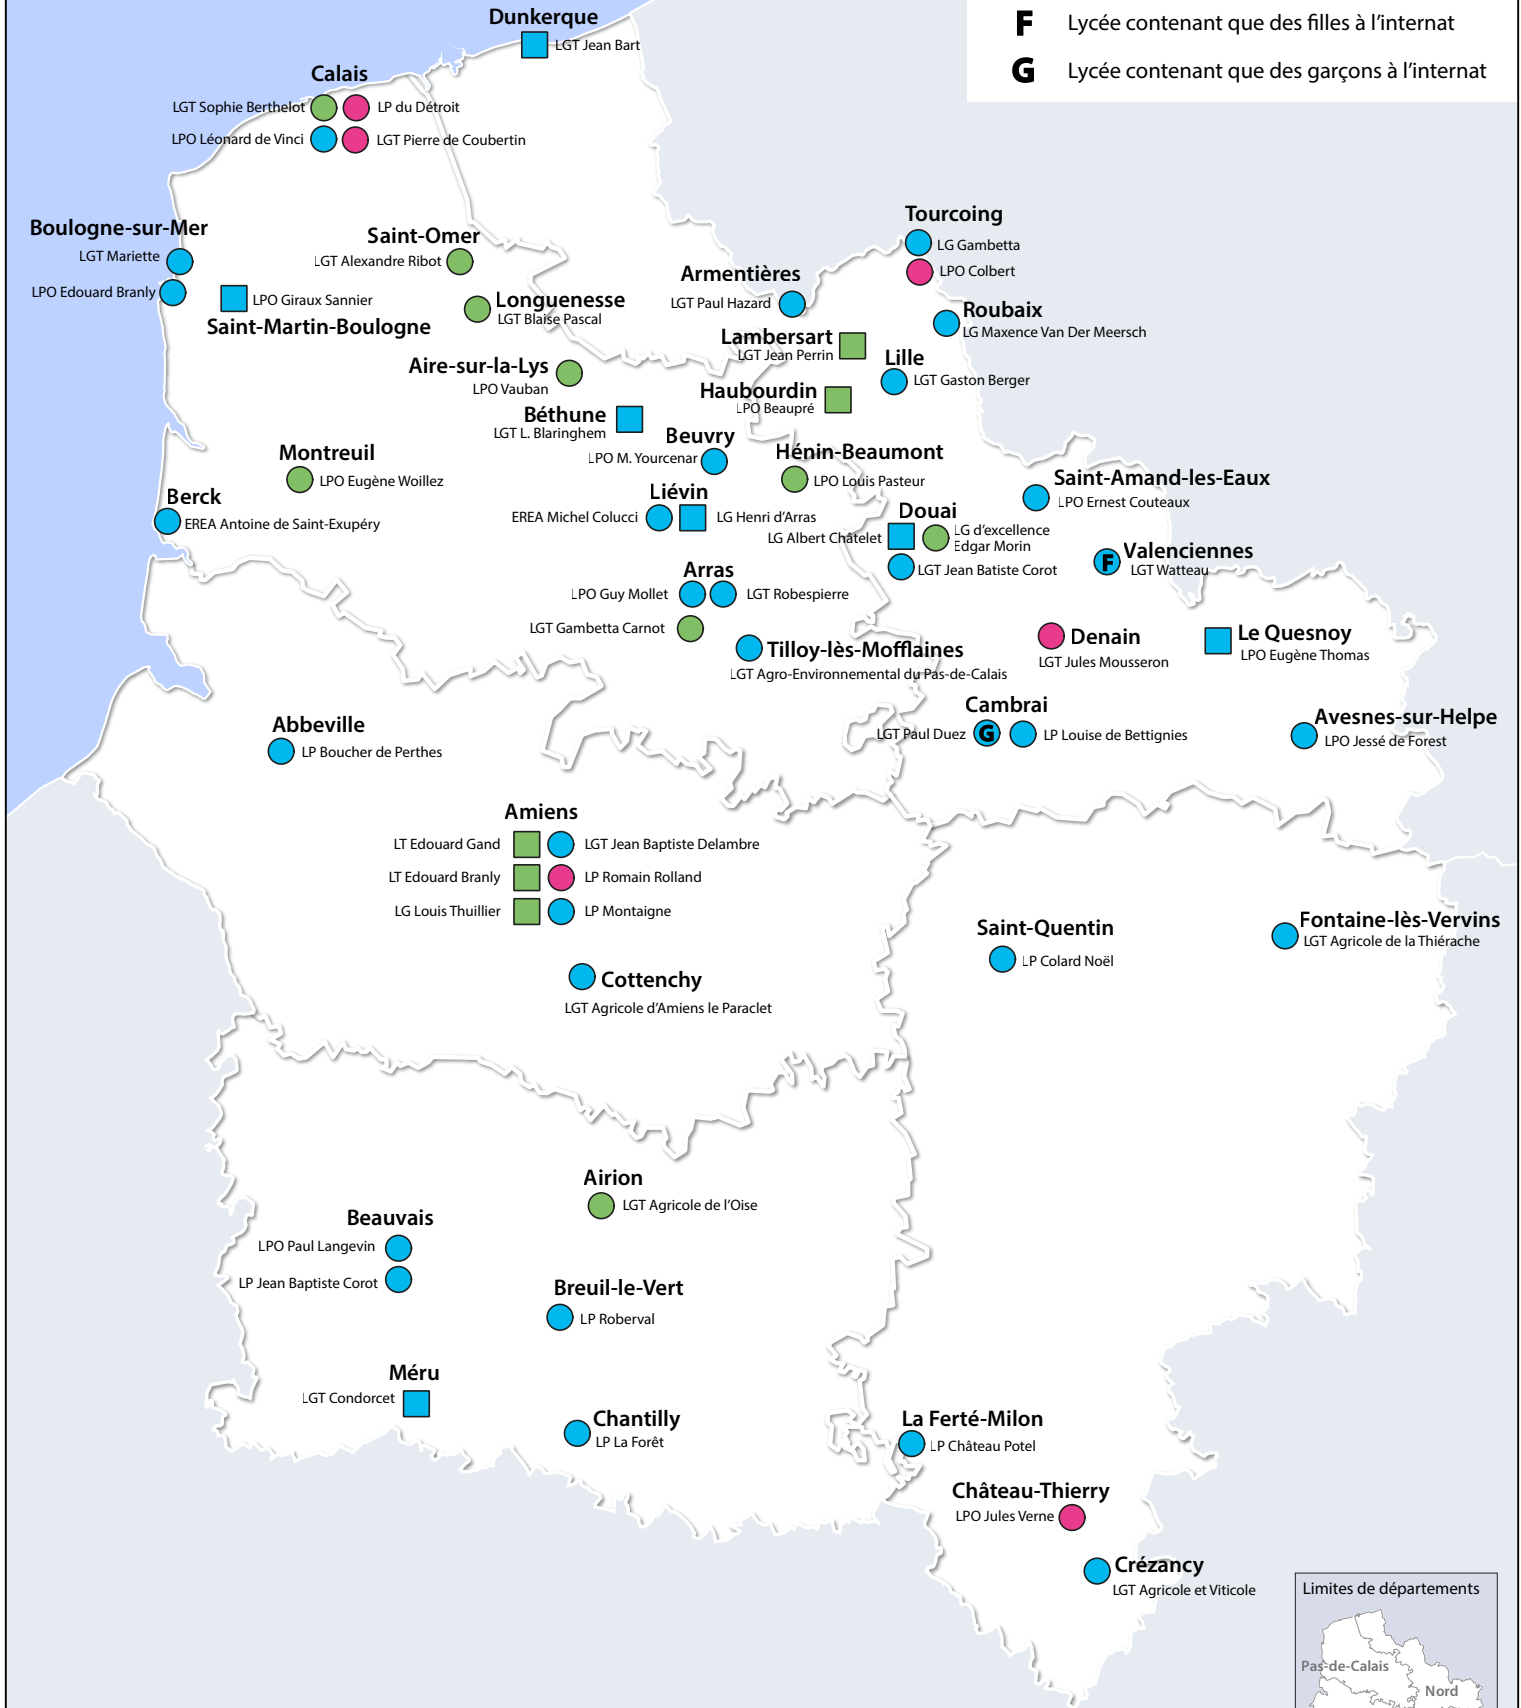 F Lycée contenant que des filles à l'internat
G Lycée contenant que des garçons à l'internat
Dunkerque
LGT Jean Bart
Calais
LGT Sophie Berthelot
LP du Détroit
LPO Léonard de Vinci
LGT Pierre de Coubertin
Boulogne-sur-Mer
LGT Mariette
LPO Edouard Branly
LPO Giraux Sannier
Saint-Martin-Boulogne
Saint-Omer
LGT Alexandre Ribot
Longuenesse
LGT Blaise Pascal
Armentières
LGT Paul Hazard
Tourcoing
LG Gambetta
LPO Colbert
Roubaix
LG Maxence Van Der Meersch
Lambersart
LGT Jean Perrin
Lille
LGT Gaston Berger
Aire-sur-la-Lys
LPO Vauban
Haubourdin
LPO Beaupré
Béthune
LGT L. Blaringhem
Beuvry
LPO M. Yourcenar
Hénin-Beaumont
LPO Louis Pasteur
Montreuil
LPO Eugène Woillez
Berck
EREA Antoine de Saint-Exupéry
Liévin
EREA Michel Colucci
LG Henri d'Arras
Saint-Amand-les-Eaux
LPO Ernest Couteaux
Douai
LG Albert Châtelet
LG d'excellence
Edgar Morin
LGT Jean Batiste Corot
F
Valenciennes
LGT Watteau
Arras
LPO Guy Mollet
LGT Robespierre
LGT Gambetta Carnot
Tilloy-lès-Mofflaines
LGT Agro-Environnemental du Pas-de-Calais
Denain
LGT Jules Mousseron
Le Quesnoy
LPO Eugène Thomas
Cambrai
LGT Paul Duez
G
LP Louise de Bettignies
Avesnes-sur-Helpe
LPO Jessé de Forest
Abbeville
LP Boucher de Perthes
Amiens
LT Edouard Gand
LGT Jean Baptiste Delambre
LT Edouard Branly
LP Romain Rolland
LG Louis Thuillier
LP Montaigne
Cottenchy
LGT Agricole d'Amiens le Paraclet
Saint-Quentin
LP Colard Noël
Fontaine-lès-Vervins
LGT Agricole de la Thiérache
Airion
LGT Agricole de l'Oise
Beauvais
LPO Paul Langevin
LP Jean Baptiste Corot
Breuil-le-Vert
LP Roberval
Méru
LGT Condorcet
Chantilly
LP La Forêt
La Ferté-Milon
LP Château Potel
Château-Thierry
LPO Jules Verne
Crézancy
LGT Agricole et Viticole
Limites de départements
Pas-de-Calais
Nord